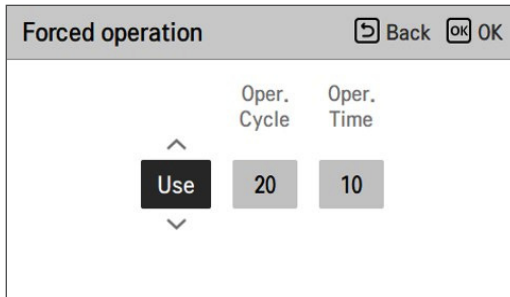 Forced operation Back OK OK
Oper. Oper.
Cycle Time
Use 20 10